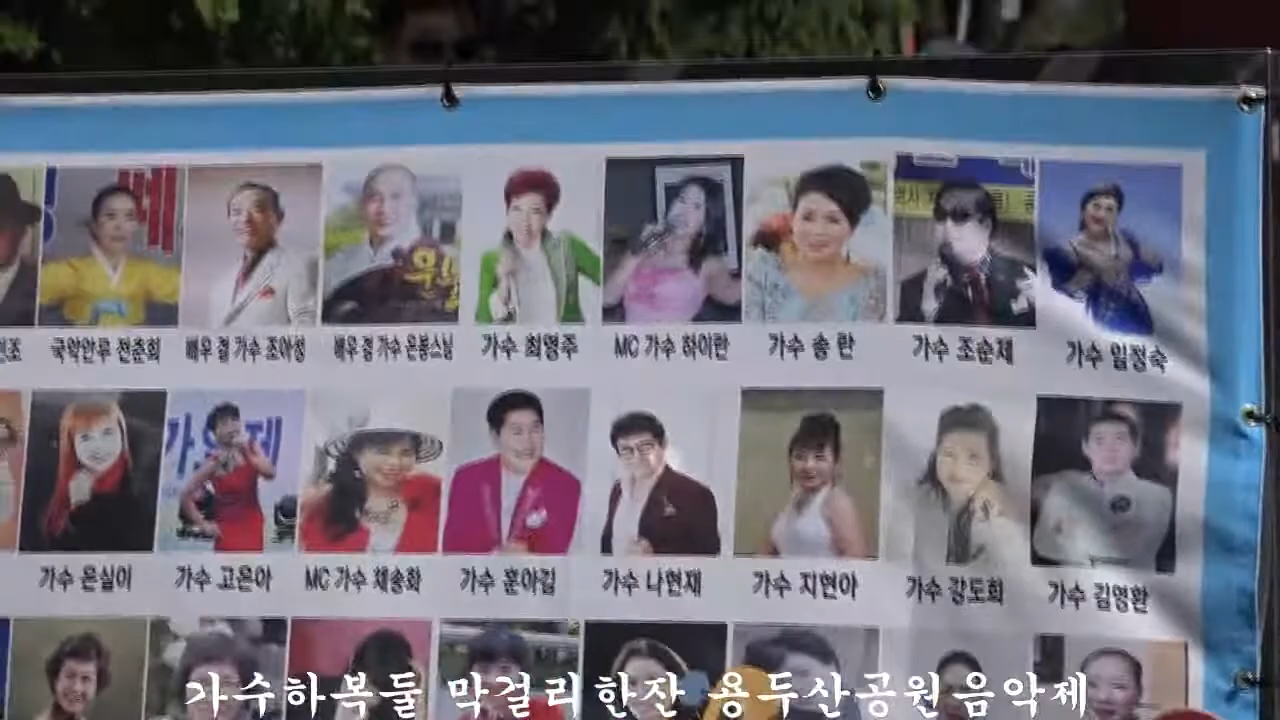 제
국악안무 전춘희
배우 겸 가수 조아성
배우 겸 가수 운봉스님
가수 최영주
MC 가수 하이란
가수 송 란
가수 조순제
가수 임정숙
가수 은실이
가수 고은아
MC 가수 채송화
가수 훈아김
가수 나현재
가수 지현아
가수 강도희
가수 김영환
가수하복둘 막걸리한잔 용두산공원음악제